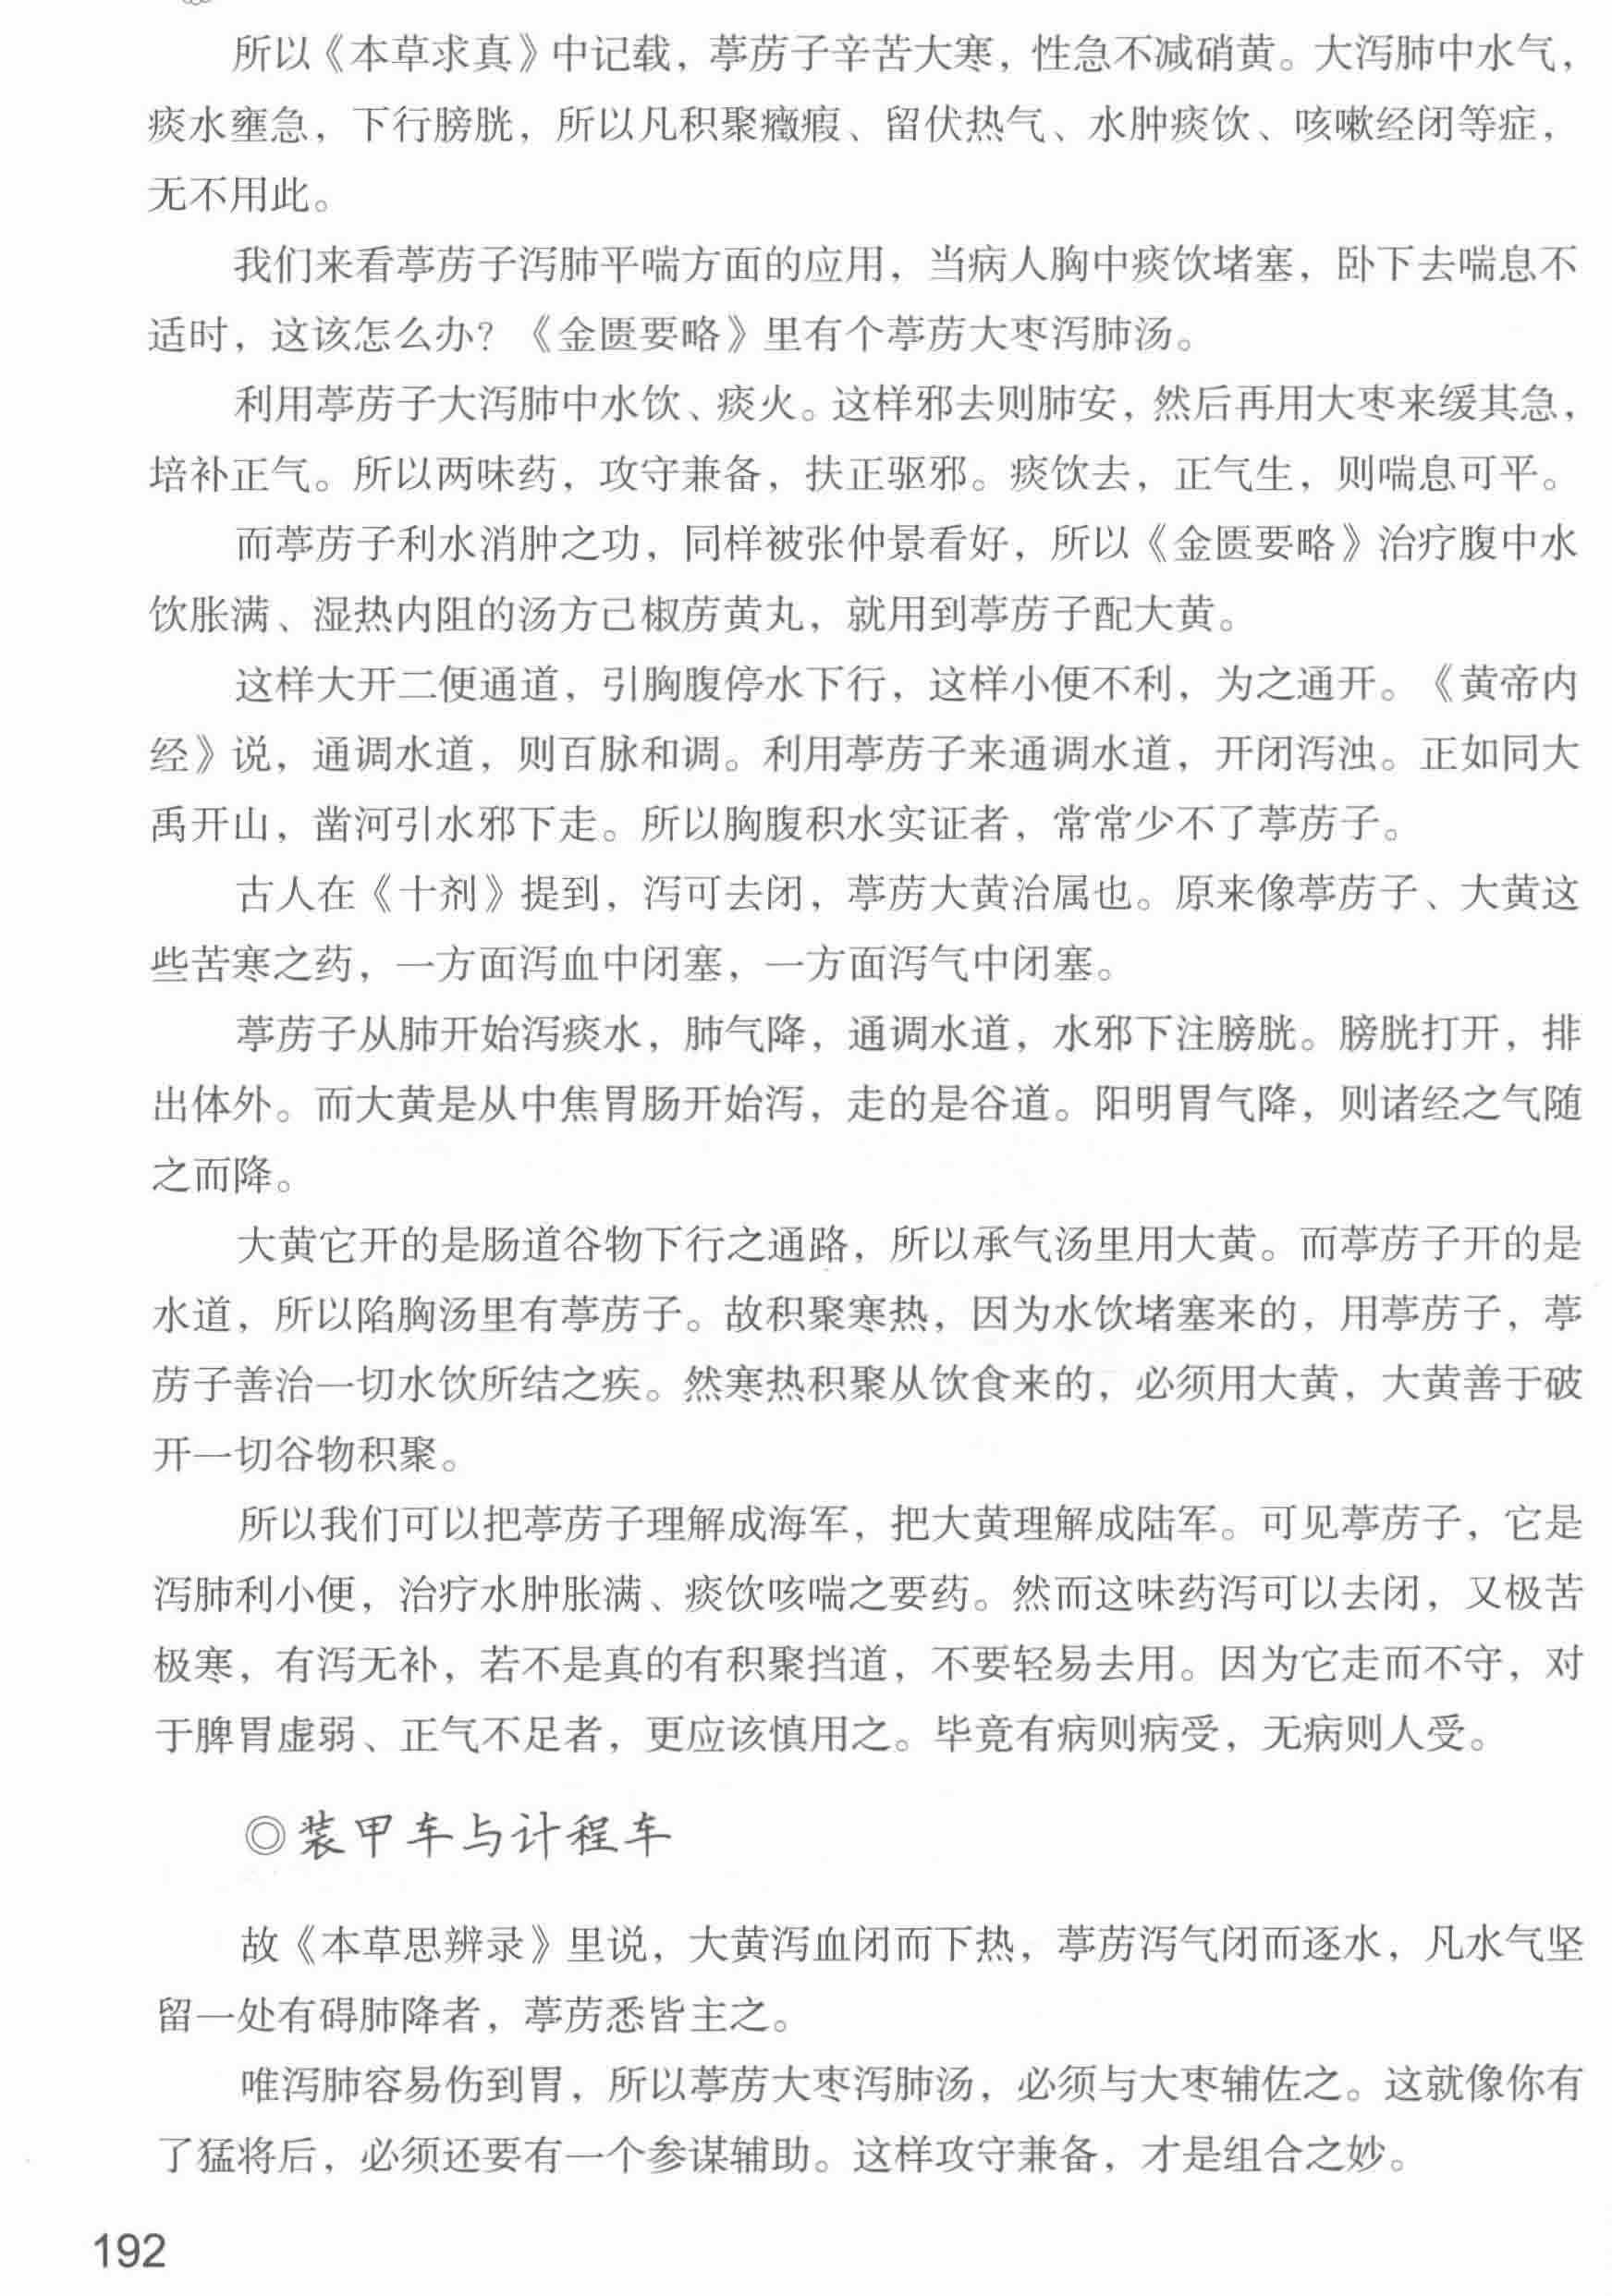 所以《本草求真》中记载，葶苈子辛苦大寒，性急不减硝黄。大泻肺中水气，
痰水壅急，下行膀胱，所以凡积聚癥瘕、留伏热气、水肿痰饮、咳嗽经闭等症，
无不用此。
我们来看葶苈子泻肺平喘方面的应用，当病人胸中痰饮堵塞，卧下去喘息不
适时，这该怎么办？《金匮要略》里有个葶苈大枣泻肺汤。
利用葶苈子大泻肺中水饮、痰火。这样邪去则肺安，然后再用大枣来缓其急，
培补正气。所以两味药，攻守兼备，扶正驱邪。痰饮去，正气生，则喘息可平。
而葶苈子利水消肿之功，同样被张仲景看好，所以《金匮要略》治疗腹中水
饮胀满、湿热内阻的汤方己椒苈黄丸，就用到葶苈子配大黄。
这样大开二便通道，引胸腹停水下行，这样小便不利，为之通开。《黄帝内
经》说，通调水道，则百脉和调。利用葶苈子来通调水道，开闭泻浊。正如同大
禹开山，凿河引水邪下走。所以胸腹积水实证者，常常少不了葶苈子。
古人在《十剂》提到，泻可去闭，葶苈大黄治属也。原来像葶苈子、大黄这
些苦寒之药，一方面泻血中闭塞，一方面泻气中闭塞。
葶苈子从肺开始泻痰水，肺气降，通调水道，水邪下注膀胱。膀胱打开，排
出体外。而大黄是从中焦胃肠开始泻，走的是谷道。阳明胃气降，则诸经之气随
之而降。
大黄它开的是肠道谷物下行之通路，所以承气汤里用大黄。而葶苈子开的是
水道，所以陷胸汤里有葶苈子。故积聚寒热，因为水饮堵塞来的，用葶苈子，葶
苈子善治一切水饮所结之疾。然寒热积聚从饮食来的，必须用大黄，大黄善于破
开一切谷物积聚。
所以我们可以把葶苈子理解成海军，把大黄理解成陆军。可见葶苈子，它是
泻肺利小便，治疗水肿胀满、痰饮咳喘之要药。然而这味药泻可以去闭，又极苦
极寒，有泻无补，若不是真的有积聚挡道，不要轻易去用。因为它走而不守，对
于脾胃虚弱、正气不足者，更应该慎用之。毕竟有病则病受，无病则人受。
◎装甲车与计程车
故《本草思辨录》里说，大黄泻血闭而下热，葶苈泻气闭而逐水，凡水气坚
留一处有碍肺降者，葶苈悉皆主之。
唯泻肺容易伤到胃，所以葶苈大枣泻肺汤，必须与大枣辅佐之。这就像你有
了猛将后，必须还要有一个参谋辅助。这样攻守兼备，才是组合之妙。
192